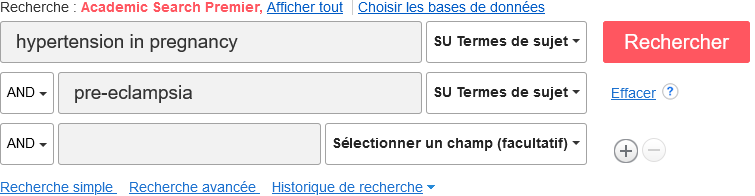 Recherche : Academic Search Premier, Afficher tout Choisir les bases de données
hypertension in pregnancy SU Termes de sujet Rechercher
AND pre-eclampsia SU Termes de sujet Effacer ?
AND Sélectionner un champ (facultatif)
Recherche simple Recherche avancée Historique de recherche